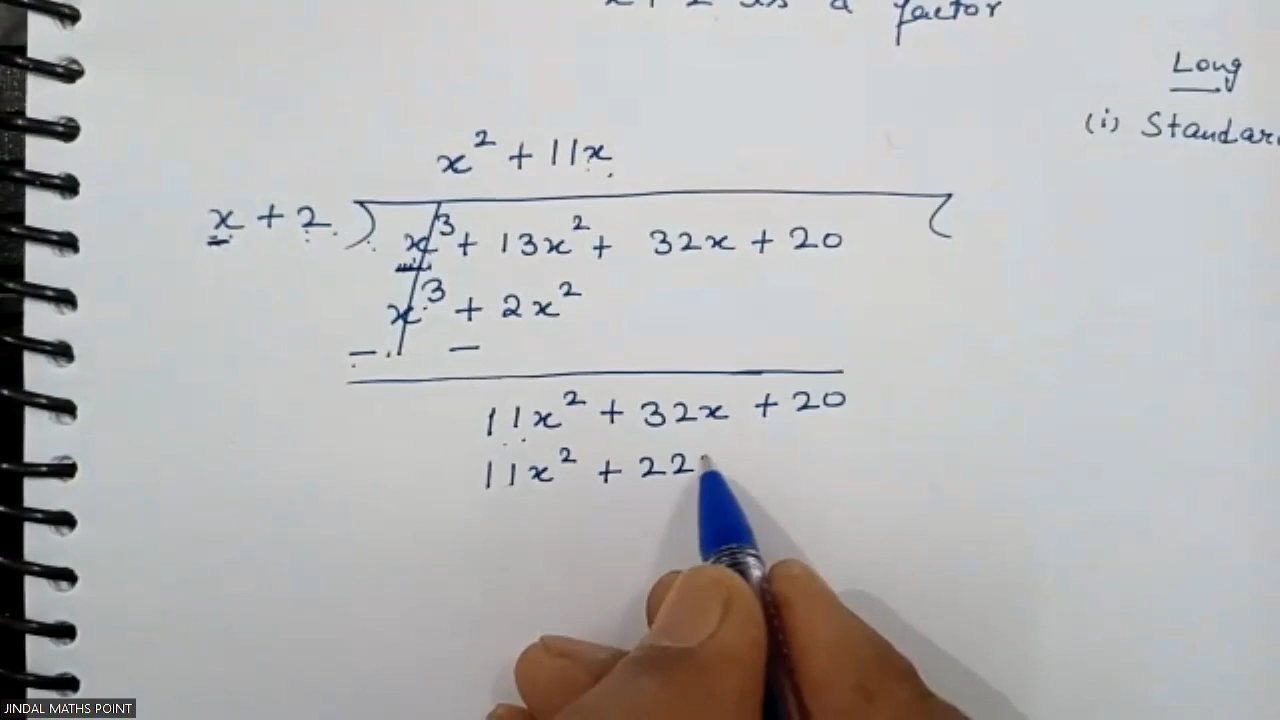 is a factor
Long
(i) Standar
x² + 11x
x + 2 ) x³ + 13x² + 32x + 20 (
x³ + 2x²
− −
11x² + 32x + 20
11x² + 22
JINDAL MATHS POINT